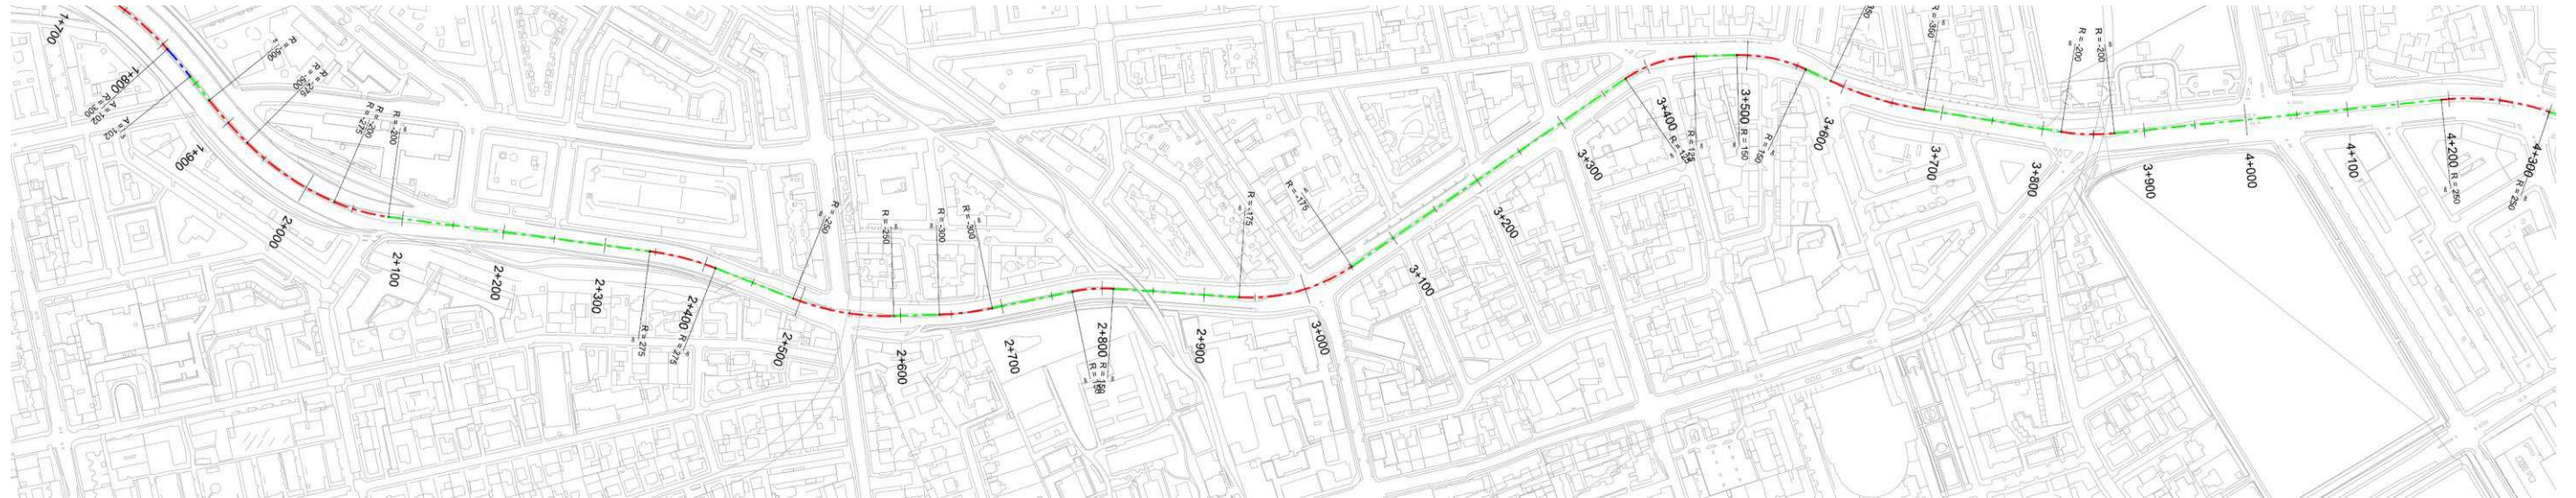 1+700
1+800
R = 300
A = 102
A = 102
R = -500
R = -500
R = -275
1+900
2+000
R = -275
R = -200
R = -200
2+100
2+200
2+300
R = 275
2+400
R = 275
2+500
R = -250
R = -250
2+600
R = -300
R = -300
2+700
2+800
R = 150
2+900
R = -175
3+000
R = -175
3+100
3+200
3+300
3+400
R = 125
R = 125
3+500
R = 150
R = 150
3+600
R = -350
3+700
3+800
R = -200
R = -200
3+900
4+000
4+100
4+200
R = 250
4+300
R = 250